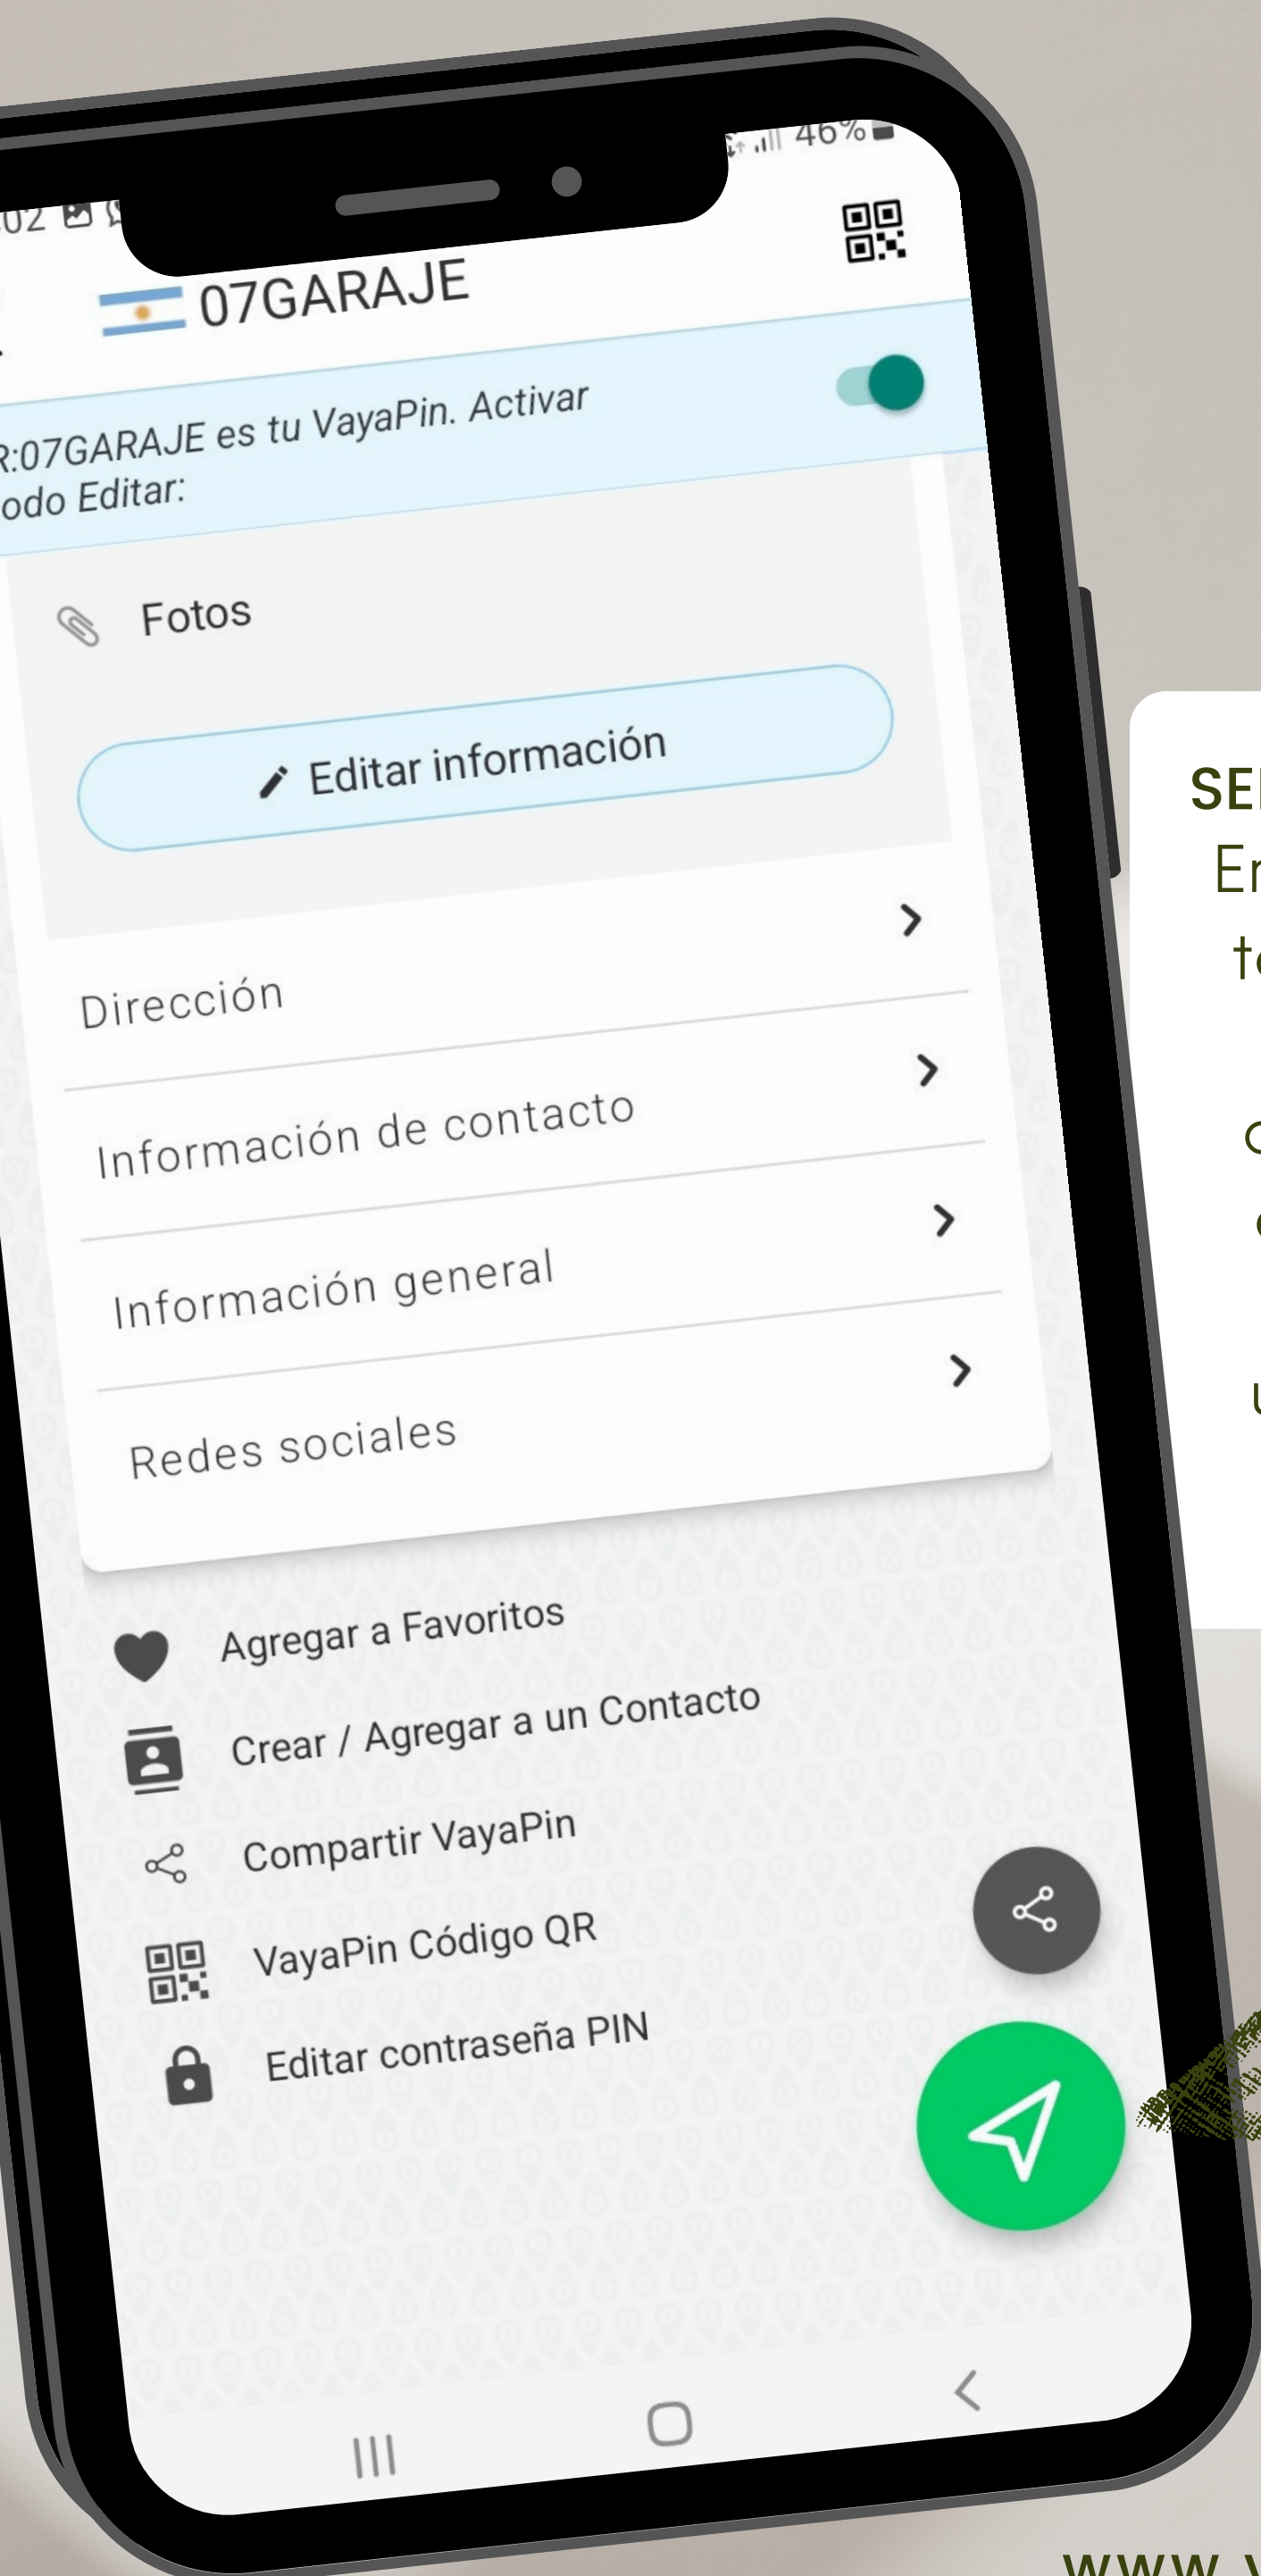 46%
07GARAJE
:07GARAJE es tu VayaPin. Activar
Editar:
Fotos
Editar información
Dirección
Información de contacto
Información general
Redes sociales
Agregar a Favoritos
Crear / Agregar a un Contacto
Compartir VayaPin
VayaPin Código QR
Editar contraseña PIN